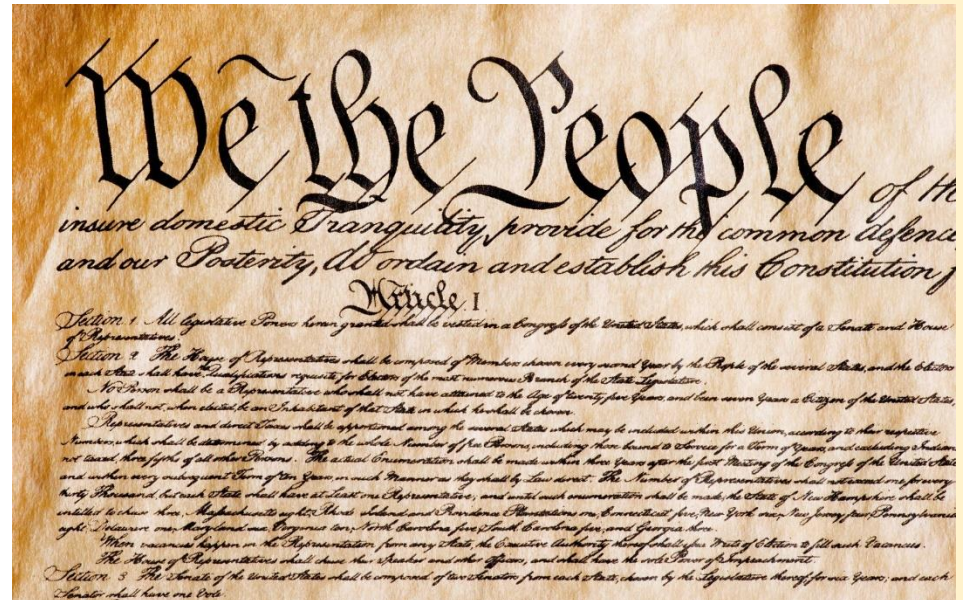 We the People of the
insure domestic Tranquility, provide for the common defence
and our Posterity, do ordain and establish this Constitution f
Article. I
Section 1. All legislative Powers herein granted shall be vested in a Congress of the United States, which shall consist of a Senate and House
of Representatives.
Section 2. The House of Representatives shall be composed of Members chosen every second Year by the People of the several States, and the Electors
in each State shall have Qualifications requisite for Electors of the most numerous Branch of the State Legislature.
No Person shall be a Representative who shall not have attained to the Age of twenty five Years, and been seven Years a Citizen of the United States,
and who shall not, when elected, be an Inhabitant of that State in which he shall be chosen.
Representatives and direct Taxes shall be apportioned among the several States which may be included within this Union, according to their respective
Numbers, which shall be determined by adding to the whole Number of free Persons, including those bound to Service for a Term of Years, and excluding Indians
not taxed, three fifths of all other Persons. The actual Enumeration shall be made within three Years after the first Meeting of the Congress of the United States
and within every subsequent Term of ten Years, in such Manner as they shall by Law direct. The Number of Representatives shall not exceed one for every
thirty Thousand, but each State shall have at Least one Representative; and until such enumeration shall be made, the State of New Hampshire shall be
entitled to chuse three, Massachusetts eight, Rhode Island and Providence Plantations one, Connecticut five, New York six, New Jersey four, Pennsylvania
eight, Delaware one, Maryland six, Virginia ten, North Carolina five, South Carolina five, and Georgia three.
When vacancies happen in the Representation from any State, the Executive Authority thereof shall issue Writs of Election to fill such Vacancies.
The House of Representatives shall chuse their Speaker and other Officers; and shall have the sole Power of Impeachment.
Section 3. The Senate of the United States shall be composed of two Senators from each State, chosen by the Legislature thereof, for six Years; and each
Senator shall have one Vote.